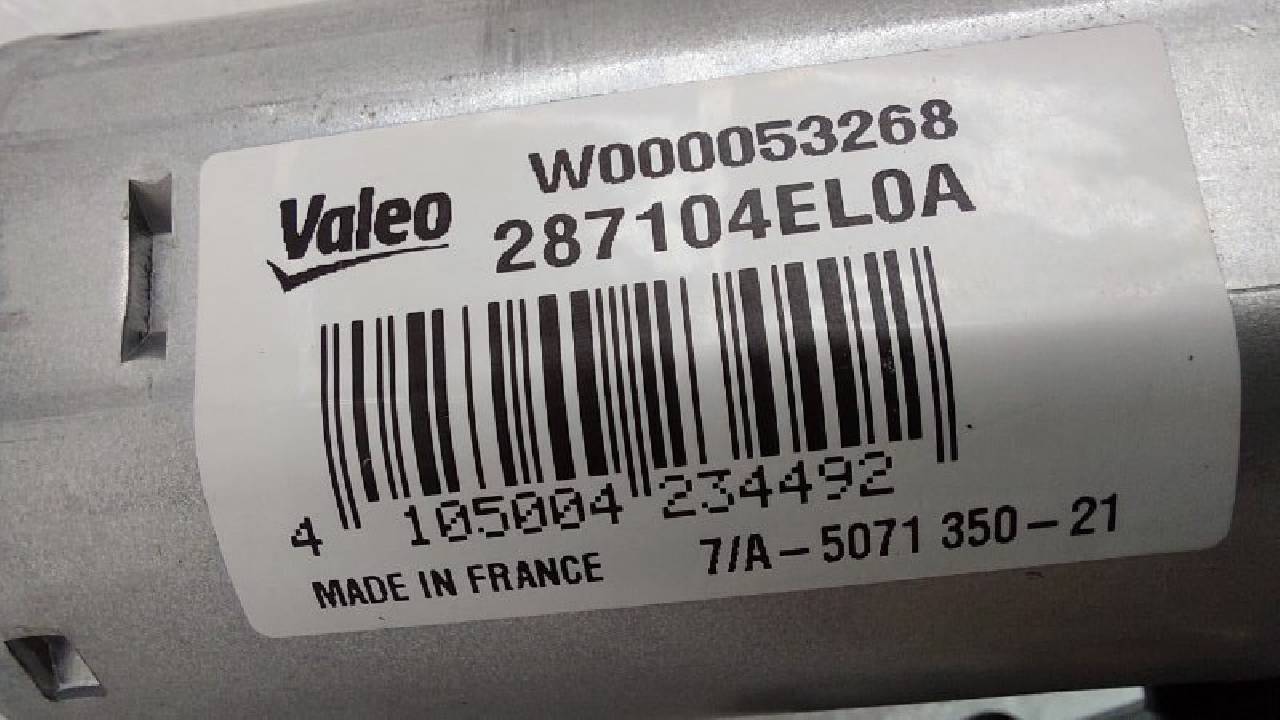 W000053268
Valeo
287104EL0A
4 105004 234492
MADE IN FRANCE 7/A-5071 350-21